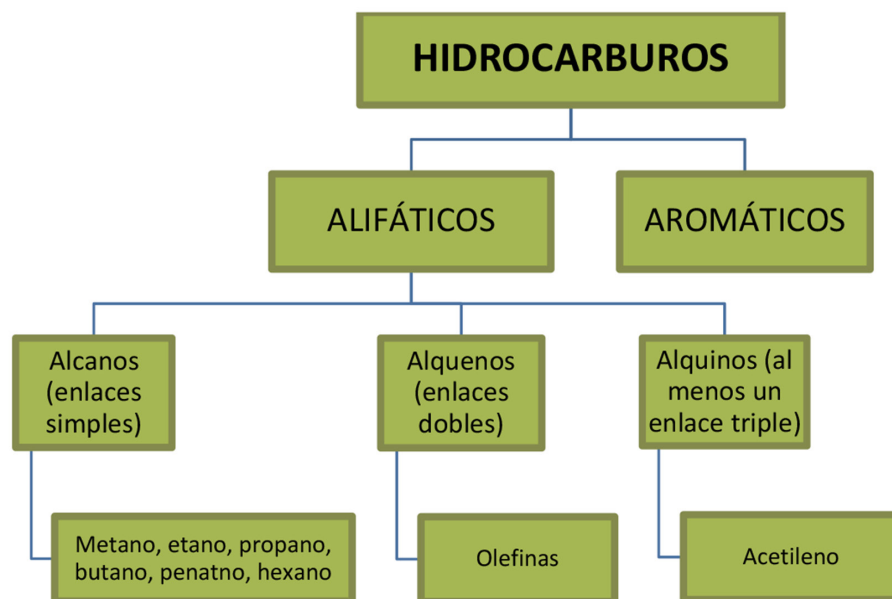 HIDROCARBUROS
ALIFÁTICOS
AROMÁTICOS
Alcanos
(enlaces
simples)
Alquenos
(enlaces
dobles)
Alquinos (al
menos un
enlace triple)
Metano, etano, propano,
butano, penatno, hexano
Olefinas
Acetileno